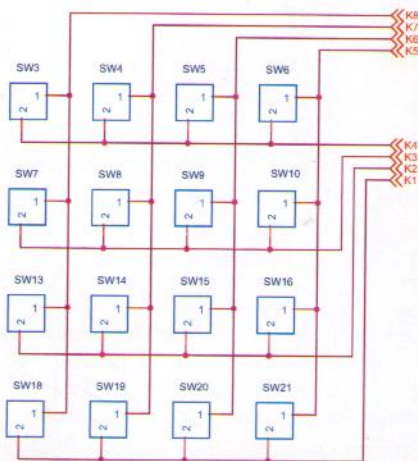 K8
K7
K6
K5
SW3 SW4 SW5 SW6
1 1 1 1
2 2 2 2
K4
K3
K2
K1
SW7 SW8 SW9 SW10
1 1 1 1
2 2 2 2
SW13 SW14 SW15 SW16
1 1 1 1
2 2 2 2
SW18 SW19 SW20 SW21
1 1 1 1
2 2 2 2